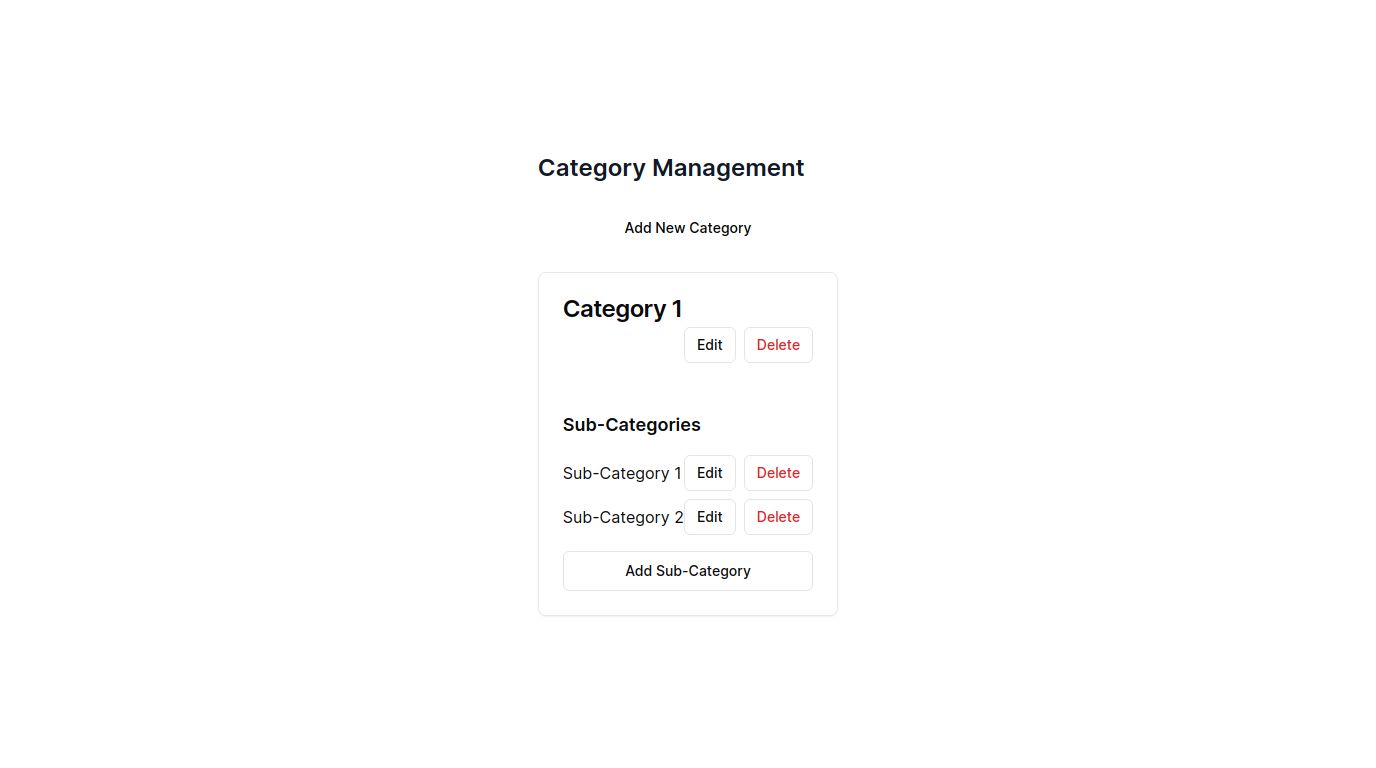 Category Management
Add New Category
Category 1
Edit Delete
Sub-Categories
Sub-Category 1 Edit Delete
Sub-Category 2 Edit Delete
Add Sub-Category